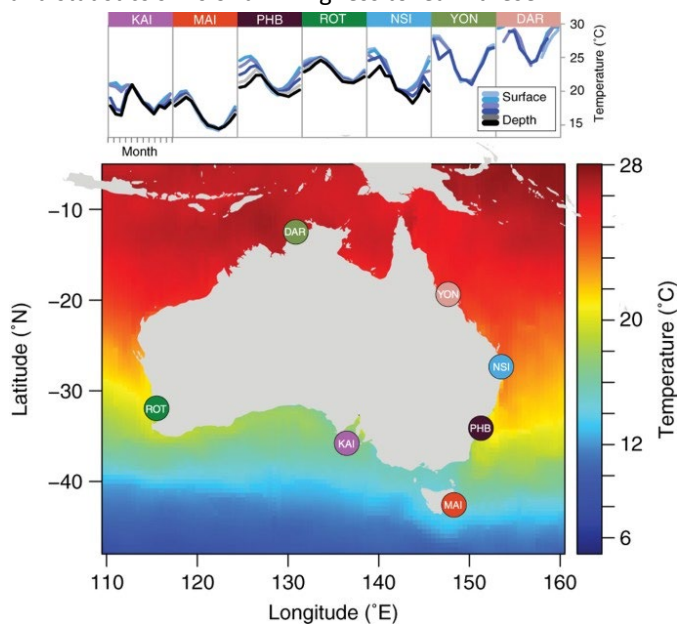 KAI MAI PHB ROT NSI YON DAR
30
25
20
15
Temperature (°C)
Surface
Depth
Month
28
20
12
6
Temperature (°C)
−10
−20
−30
−40
Latitude (°N)
DAR
YON
NSI
ROT
PHB
KAI
MAI
110 120 130 140 150 160
Longitude (°E)